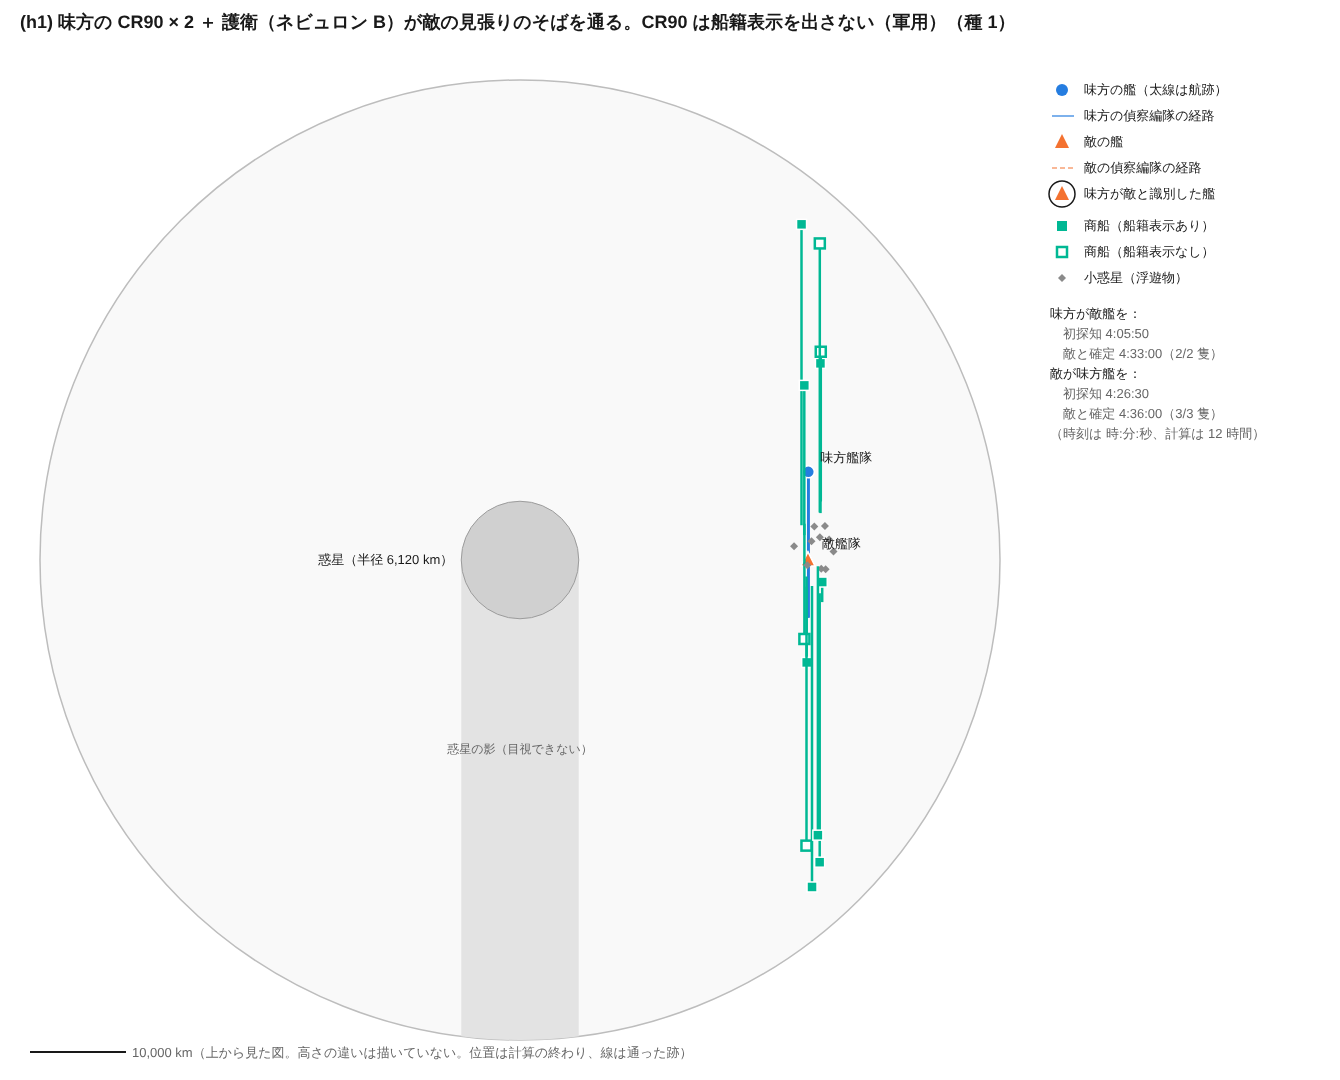 (h1) 味方の CR90 × 2 ＋ 護衛（ネビュロン B）が敵の見張りのそばを通る。CR90 は船籍表示を出さない（軍用）（種 1）
味方の艦（太線は航跡）
味方の偵察編隊の経路
敵の艦
敵の偵察編隊の経路
味方が敵と識別した艦
商船（船籍表示あり）
商船（船籍表示なし）
小惑星（浮遊物）
味方が敵艦を：
初探知 4:05:50
敵と確定 4:33:00（2/2 隻）
敵が味方艦を：
初探知 4:26:30
敵と確定 4:36:00（3/3 隻）
（時刻は 時:分:秒、計算は 12 時間）
味方艦隊
敵艦隊
惑星（半径 6,120 km）
惑星の影（目視できない）
10,000 km（上から見た図。高さの違いは描いていない。位置は計算の終わり、線は通った跡）